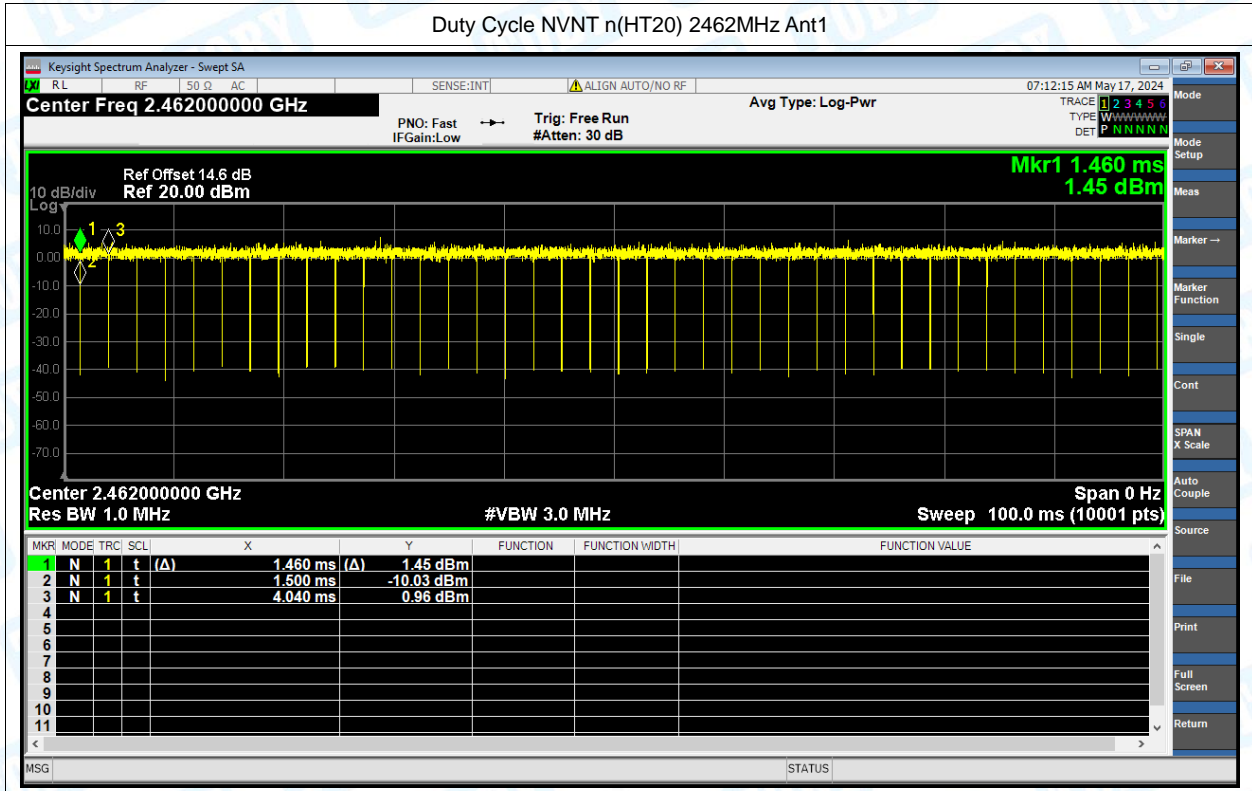 Duty Cycle NVNT n(HT20) 2462MHz Ant1
Keysight Spectrum Analyzer - Swept SA
LXI RL RF 50 Ω AC SENSE:INT ALIGN AUTO/NO RF 07:12:15 AM May 17, 2024
Center Freq 2.462000000 GHz
Avg Type: Log-Pwr
TRACE 1 2 3 4 5 6
PNO: Fast
Trig: Free Run
TYPE WWWWWW
IFGain:Low
#Atten: 30 dB
DET P N N N N N
Mkr1 1.460 ms
1.45 dBm
Ref Offset 14.6 dB
10 dB/div Ref 20.00 dBm
Log
10.0
0.00
-10.0
-20.0
-30.0
-40.0
-50.0
-60.0
-70.0
1
3
2
Center 2.462000000 GHz Span 0 Hz
Res BW 1.0 MHz #VBW 3.0 MHz Sweep 100.0 ms (10001 pts)
MKR MODE TRC SCL X Y FUNCTION FUNCTION WIDTH FUNCTION VALUE
1 N 1 t (Δ) 1.460 ms (Δ) 1.45 dBm
2 N 1 t 1.500 ms -10.03 dBm
3 N 1 t 4.040 ms 0.96 dBm
4
5
6
7
8
9
10
11
MSG STATUS
Mode
Mode Setup
Meas
Marker→
Marker Function
Single
Cont
SPAN X Scale
Auto Couple
Source
File
Print
Full Screen
Return